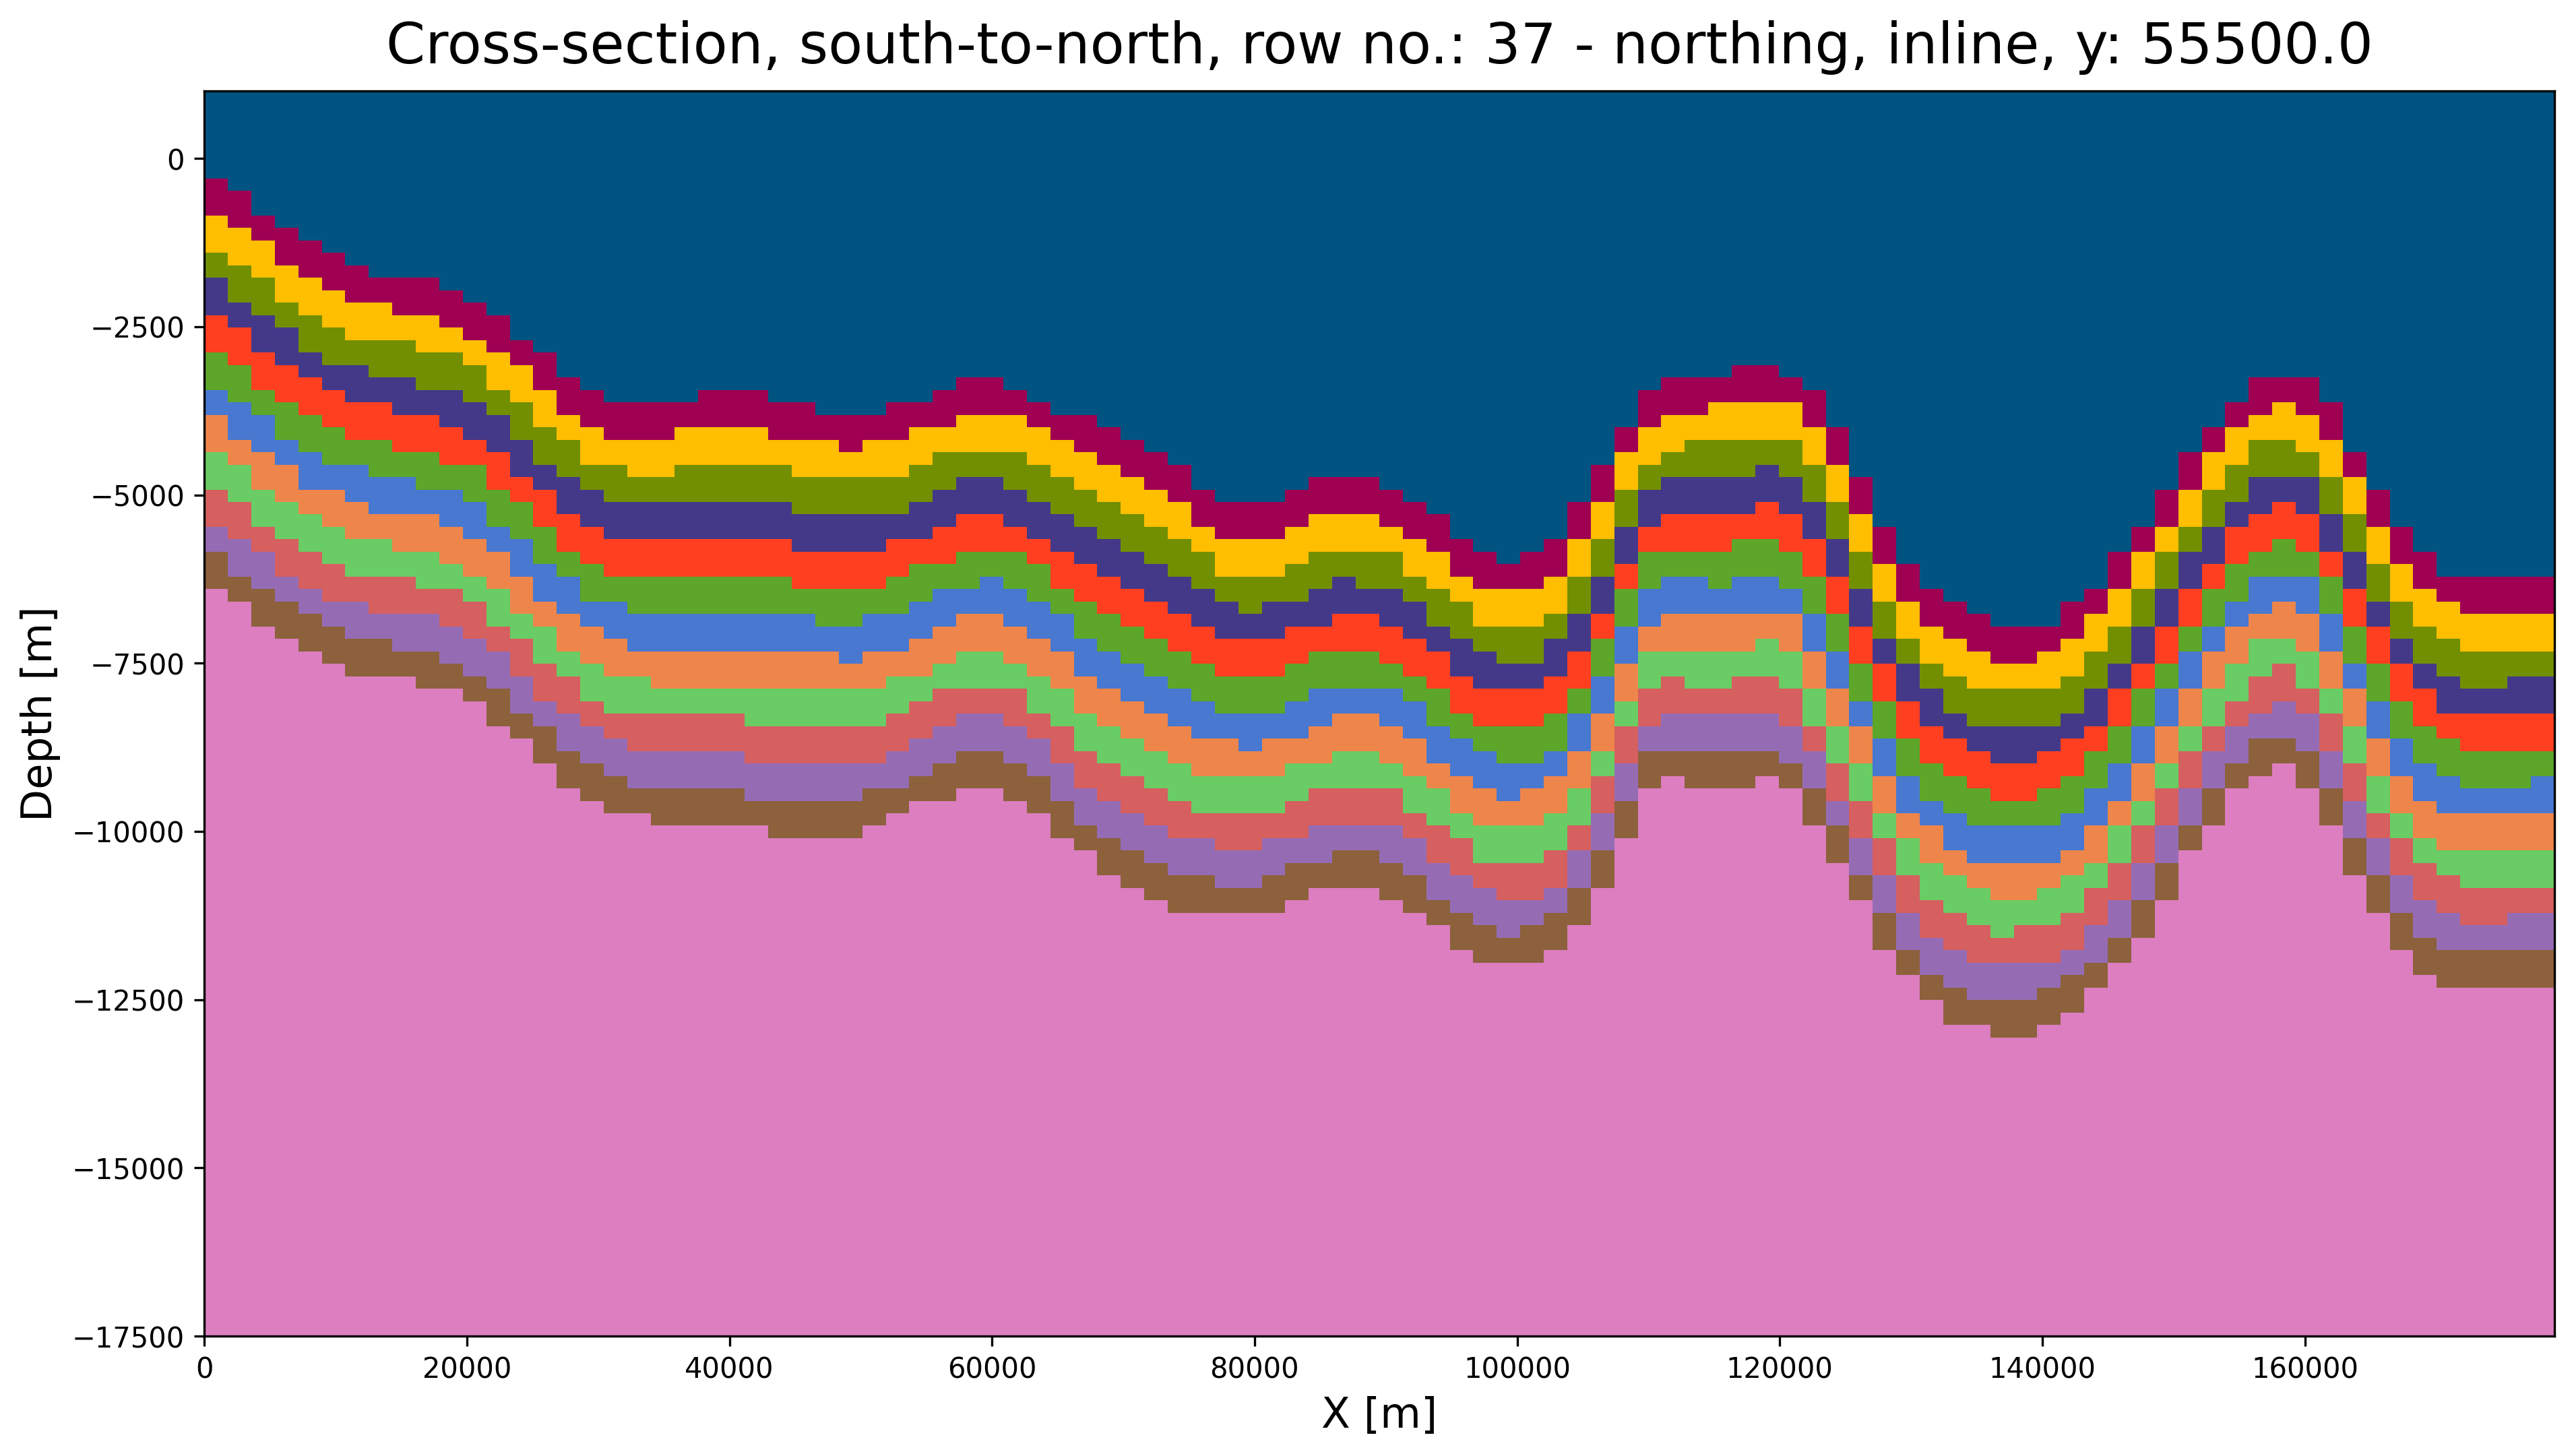 Cross-section, south-to-north, row no.: 37 - northing, inline, y: 55500.0
0
−2500
−5000
−7500
−10000
−12500
−15000
−17500
Depth [m]
0 20000 40000 60000 80000 100000 120000 140000 160000
X [m]